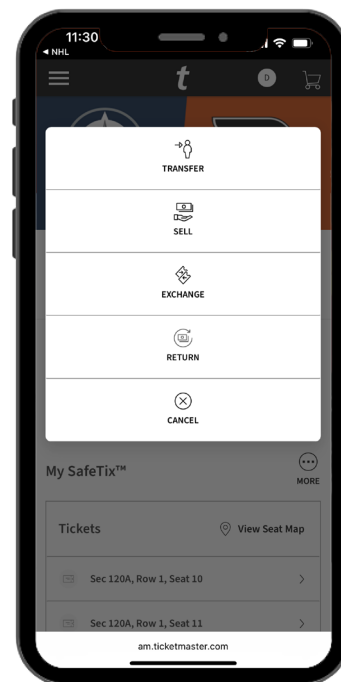 11:30
◀ NHL
t
D
TRANSFER
SELL
EXCHANGE
RETURN
CANCEL
My SafeTix™
MORE
Tickets
View Seat Map
Sec 120A, Row 1, Seat 10
Sec 120A, Row 1, Seat 11
am.ticketmaster.com